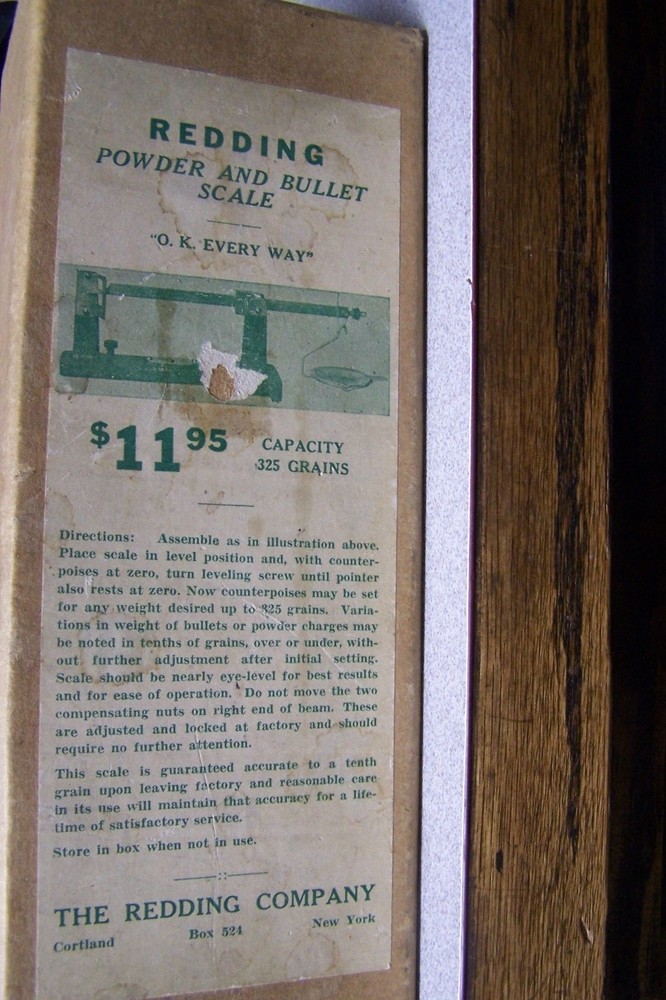 REDDING
POWDER AND BULLET
SCALE
"O. K. EVERY WAY"
$11.95
CAPACITY
325 GRAINS
Directions: Assemble as in illustration above.
Place scale in level position and, with counter-
poises at zero, turn leveling screw until pointer
also rests at zero. Now counterpoises may be set
for any weight desired up to 325 grains. Varia-
tions in weight of bullets or powder charges may
be noted in tenths of grains, over or under, with-
out further adjustment after initial setting.
Scale should be nearly eye-level for best results
and for ease of operation. Do not move the two
compensating nuts on right end of beam. These
are adjusted and locked at factory and should
require no further attention.
This scale is guaranteed accurate to a tenth
grain upon leaving factory and reasonable care
in its use will maintain that accuracy for a life-
time of satisfactory service.
Store in box when not in use.
THE REDDING COMPANY
Cortland Box 524 New York